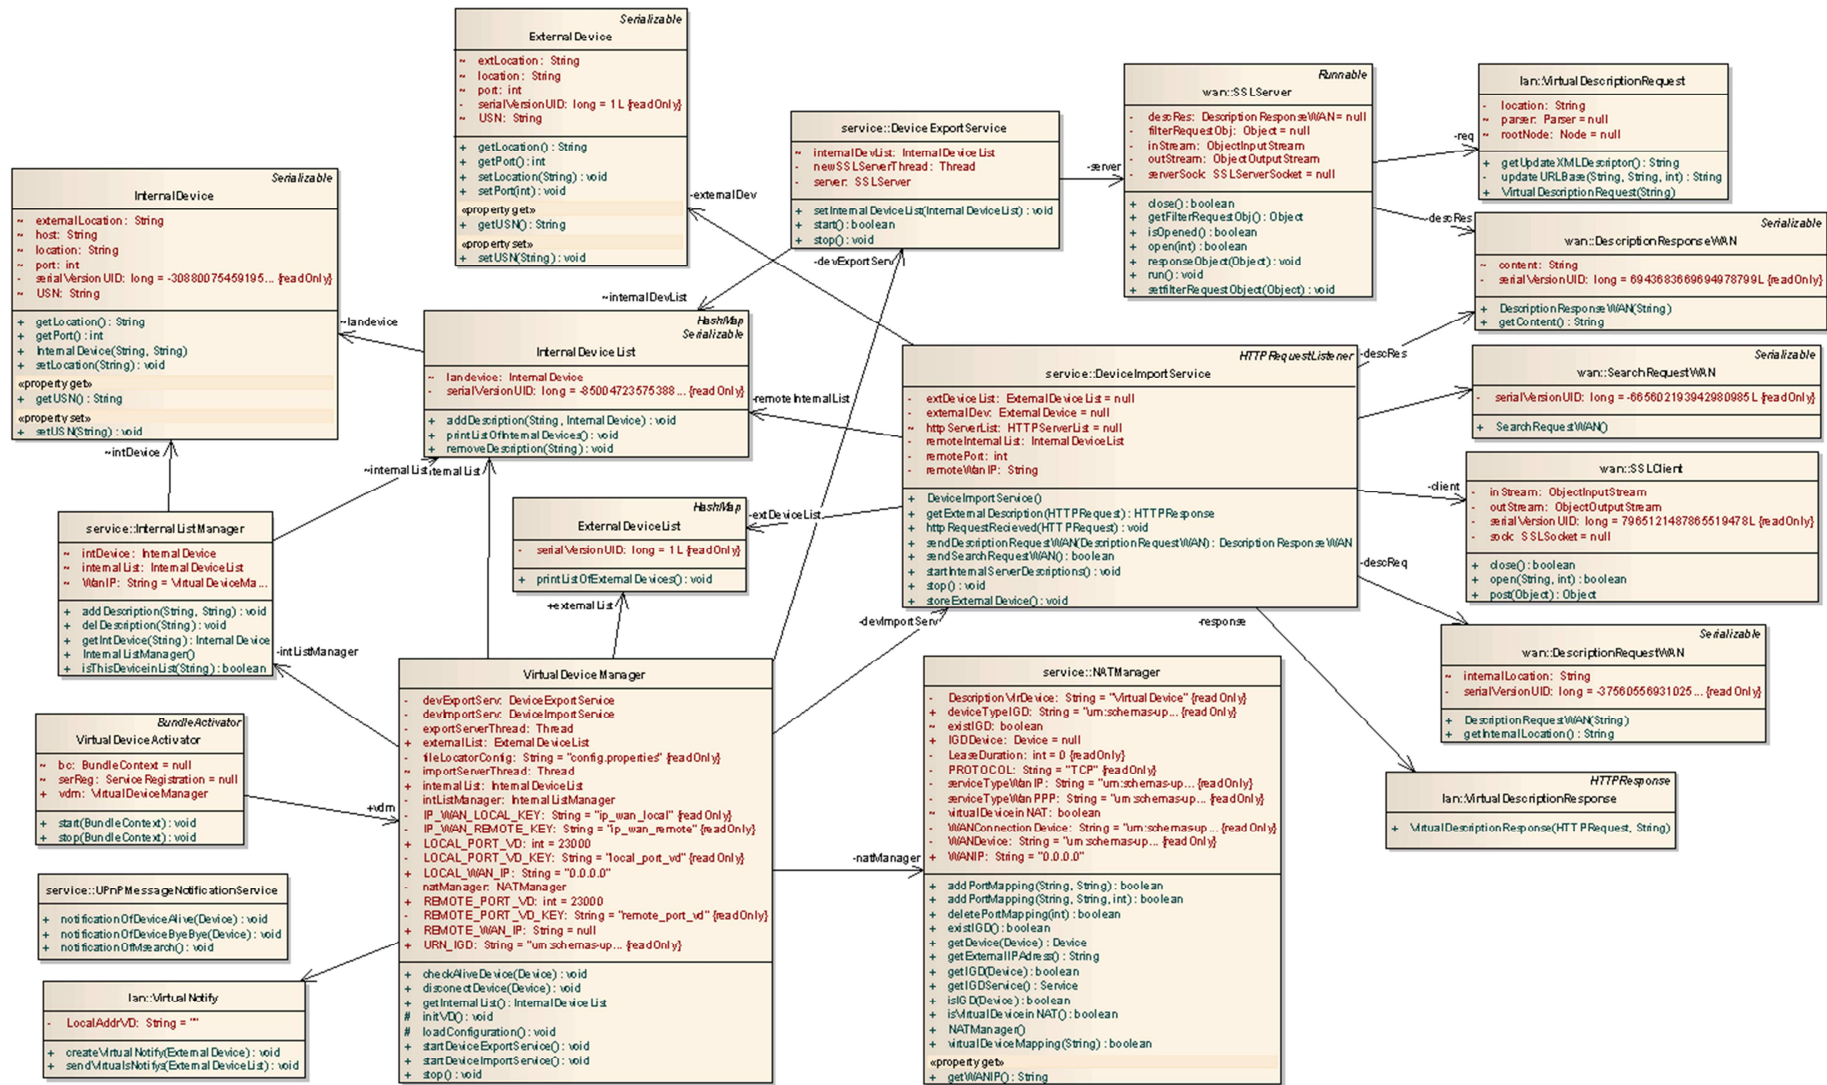 Serializable
ExternalDevice
~ extLocation: String
~ location: String
~ port: int
- serialVersionUID: long = 1L {readOnly}
~ USN: String
+ getLocation() : String
+ getPort() : int
+ setLocation(String) : void
+ setPort(int) : void
«property get»
+ getUSN() : String
«property set»
+ setUSN(String) : void
Serializable
InternalDevice
~ externalLocation: String
~ host: String
~ location: String
~ port: int
- serialVersionUID: long = -30880075459195... {readOnly}
~ USN: String
+ getLocation() : String
+ getPort() : int
+ InternalDevice(String, String)
+ setLocation(String) : void
«property get»
+ getUSN() : String
«property set»
+ setUSN(String) : void
service::DeviceExportService
~ internalDevList: InternalDeviceList
- newSSLServerThread: Thread
- server: SSLServer
+ setInternalDeviceList(InternalDeviceList) : void
+ start() : boolean
+ stop() : void
Runnable
wan::SSLServer
- descRes: DescriptionResponseWAN = null
- filterRequestObj: Object = null
- inStream: ObjectInputStream
- outStream: ObjectOutputStream
- serverSock: SSLServerSocket = null
+ close() : boolean
+ getFilterRequestObj() : Object
+ isOpened() : boolean
+ open(int) : boolean
+ responseObject(Object) : void
+ run() : void
+ setfilterRequestObject(Object) : void
lan::VirtualDescriptionRequest
- location: String
~ parser: Parser = null
~ rootNode: Node = null
+ getUpdateXMLDescriptor() : String
- updateURLBase(String, String, int) : String
+ VirtualDescriptionRequest(String)
Serializable
wan::DescriptionResponseWAN
~ content: String
- serialVersionUID: long = 6943683669694978799L {readOnly}
+ DescriptionResponseWAN(String)
+ getContent() : String
Serializable
wan::SearchRequestWAN
- serialVersionUID: long = -665602193942980985L {readOnly}
+ SearchRequestWAN()
wan::SSLClient
- inStream: ObjectInputStream
- outStream: ObjectOutputStream
- serialVersionUID: long = 7965121487865519478L {readOnly}
- sock: SSLSocket = null
+ close() : boolean
+ open(String, int) : boolean
+ post(Object) : Object
Serializable
wan::DescriptionRequestWAN
~ internalLocation: String
- serialVersionUID: long = -37560556931025... {readOnly}
+ DescriptionRequestWAN(String)
+ getInternalLocation() : String
HTTPResponse
lan::VirtualDescriptionResponse
+ VirtualDescriptionResponse(HTTPRequest, String)
HashMap
Serializable
InternalDeviceList
~ landevice: InternalDevice
- serialVersionUID: long = -85004723575388... {readOnly}
+ addDescription(String, InternalDevice) : void
+ printListOfInternalDevices() : void
+ removeDescription(String) : void
HTTPRequestListener
service::DeviceImportService
- extDeviceList: ExternalDeviceList = null
- externalDev: ExternalDevice = null
~ httpServerList: HTTPServerList = null
- remoteInternalList: InternalDeviceList
- remotePort: int
- remoteWanIP: String
+ DeviceImportService()
+ getExternalDescription(HTTPRequest) : HTTPResponse
+ httpRequestRecieved(HTTPRequest) : void
+ sendDescriptionRequestWAN(DescriptionRequestWAN) : DescriptionResponseWAN
+ sendSearchRequestWAN() : boolean
+ startInternalServerDescriptions() : void
+ stop() : void
+ storeExternalDevice() : void
HashMap
ExternalDeviceList
- serialVersionUID: long = 1L {readOnly}
+ printListOfExternalDevices() : void
service::InternalListManager
~ intDevice: InternalDevice
~ internalList: InternalDeviceList
~ WanIP: String = VirtualDeviceMa...
+ addDescription(String, String) : void
+ delDescription(String) : void
+ getIntDevice(String) : InternalDevice
+ InternalListManager()
+ isThisDeviceinList(String) : boolean
BundleActivator
VirtualDeviceActivator
~ bc: BundleContext = null
~ serReg: ServiceRegistration = null
+ vdm: VirtualDeviceManager
+ start(BundleContext) : void
+ stop(BundleContext) : void
service::UPnPMessageNotificationService
+ notificationOfDeviceAlive(Device) : void
+ notificationOfDeviceByeBye(Device) : void
+ notificationOfMsearch() : void
lan::VirtualNotify
- LocalAddrVD: String = ""
+ createVirtualNotify(ExternalDevice) : void
+ sendVirtualsNotifys(ExternalDeviceList) : void
VirtualDeviceManager
- devExportServ: DeviceExportService
- devImportServ: DeviceImportService
- exportServerThread: Thread
+ externalList: ExternalDeviceList
- fileLocatorConfig: String = "config.properties" {readOnly}
~ importServerThread: Thread
+ internalList: InternalDeviceList
- intListManager: InternalListManager
- IP_WAN_LOCAL_KEY: String = "ip_wan_local" {readOnly}
- IP_WAN_REMOTE_KEY: String = "ip_wan_remote" {readOnly}
+ LOCAL_PORT_VD: int = 23000
- LOCAL_PORT_VD_KEY: String = "local_port_vd" {readOnly}
+ LOCAL_WAN_IP: String = "0.0.0.0"
- natManager: NATManager
+ REMOTE_PORT_VD: int = 23000
- REMOTE_PORT_VD_KEY: String = "remote_port_vd" {readOnly}
+ REMOTE_WAN_IP: String = null
+ URN_IGD: String = "urn:schemas-up... {readOnly}
+ checkAliveDevice(Device) : void
+ disconectDevice(Device) : void
+ getInternalList() : InternalDeviceList
# initVD() : void
# loadConfiguration() : void
+ startDeviceExportService() : void
+ startDeviceImportService() : void
+ stop() : void
service::NATManager
- DescriptionVirDevice: String = "VirtualDevice" {readOnly}
+ deviceTypeIGD: String = "urn:schemas-up... {readOnly}
~ existIGD: boolean
+ IGDDevice: Device = null
- LeaseDuration: int = 0 {readOnly}
- PROTOCOL: String = "TCP" {readOnly}
- serviceTypeWanIP: String = "urn:schemas-up... {readOnly}
- serviceTypeWanPPP: String = "urn:schemas-up... {readOnly}
~ virtualDeviceinNAT: boolean
- WANConnectionDevice: String = "urn:schemas-up... {readOnly}
- WANDevice: String = "urn:schemas-up... {readOnly}
+ WANIP: String = "0.0.0.0"
+ addPortMapping(String, String) : boolean
+ addPortMapping(String, String, int) : boolean
+ deletePortMapping(int) : boolean
+ existIGD() : boolean
+ getDevice(Device) : Device
+ getExternalIPAdress() : String
+ getIGD(Device) : boolean
+ getIGDService() : Service
+ isIGD(Device) : boolean
+ isVirtualDeviceinNAT() : boolean
+ NATManager()
+ virtualDeviceMapping(String) : boolean
«property get»
+ getWANIP() : String
-externalDev
-server
-req
-descRes
-devExportServ
~internalDevList
~landevice
-remoteInternalList
-descRes
-client
-descReq
-response
~intDevice
~internalList
nternalList
-extDeviceList
+externalList
-intListManager
-devImportServ
+vdm
-natManager